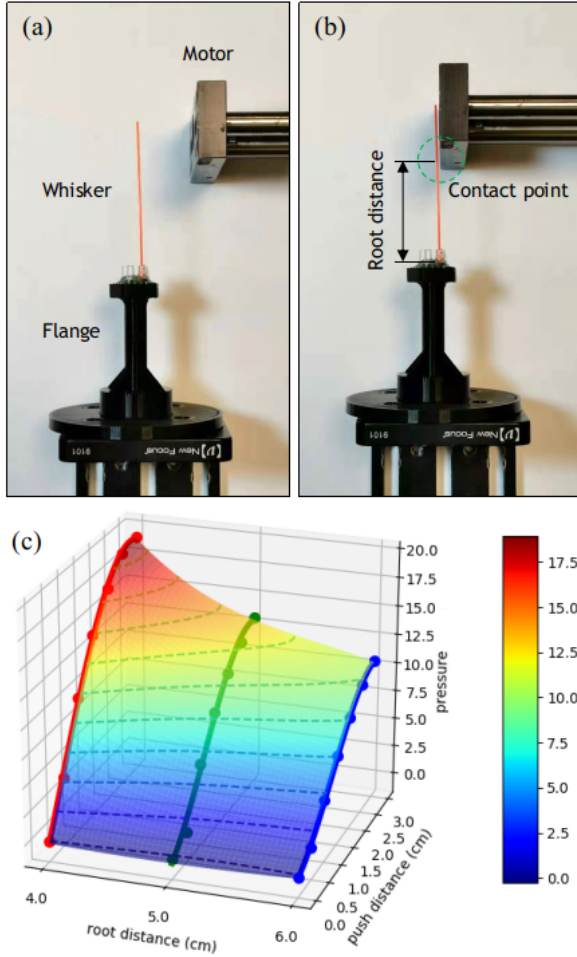 (a)
Motor
Whisker
Flange
9101
New Focus
(b)
Root distance
Contact point
9101
New Focus
(c)
20.0
17.5
15.0
12.5
10.0
7.5
5.0
2.5
0.0
pressure
3.0
2.5
2.0
1.5
1.0
0.5
0.0
push distance (cm)
4.0
5.0
6.0
root distance (cm)
17.5
15.0
12.5
10.0
7.5
5.0
2.5
0.0